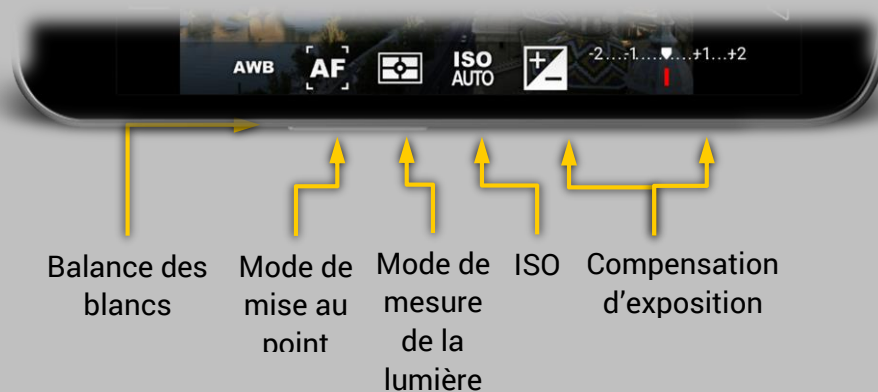 AWB AF ISO AUTO -2....-1.... ....+1...+2
Balance des blancs
Mode de mise au point
Mode de mesure de la lumière
ISO
Compensation d'exposition